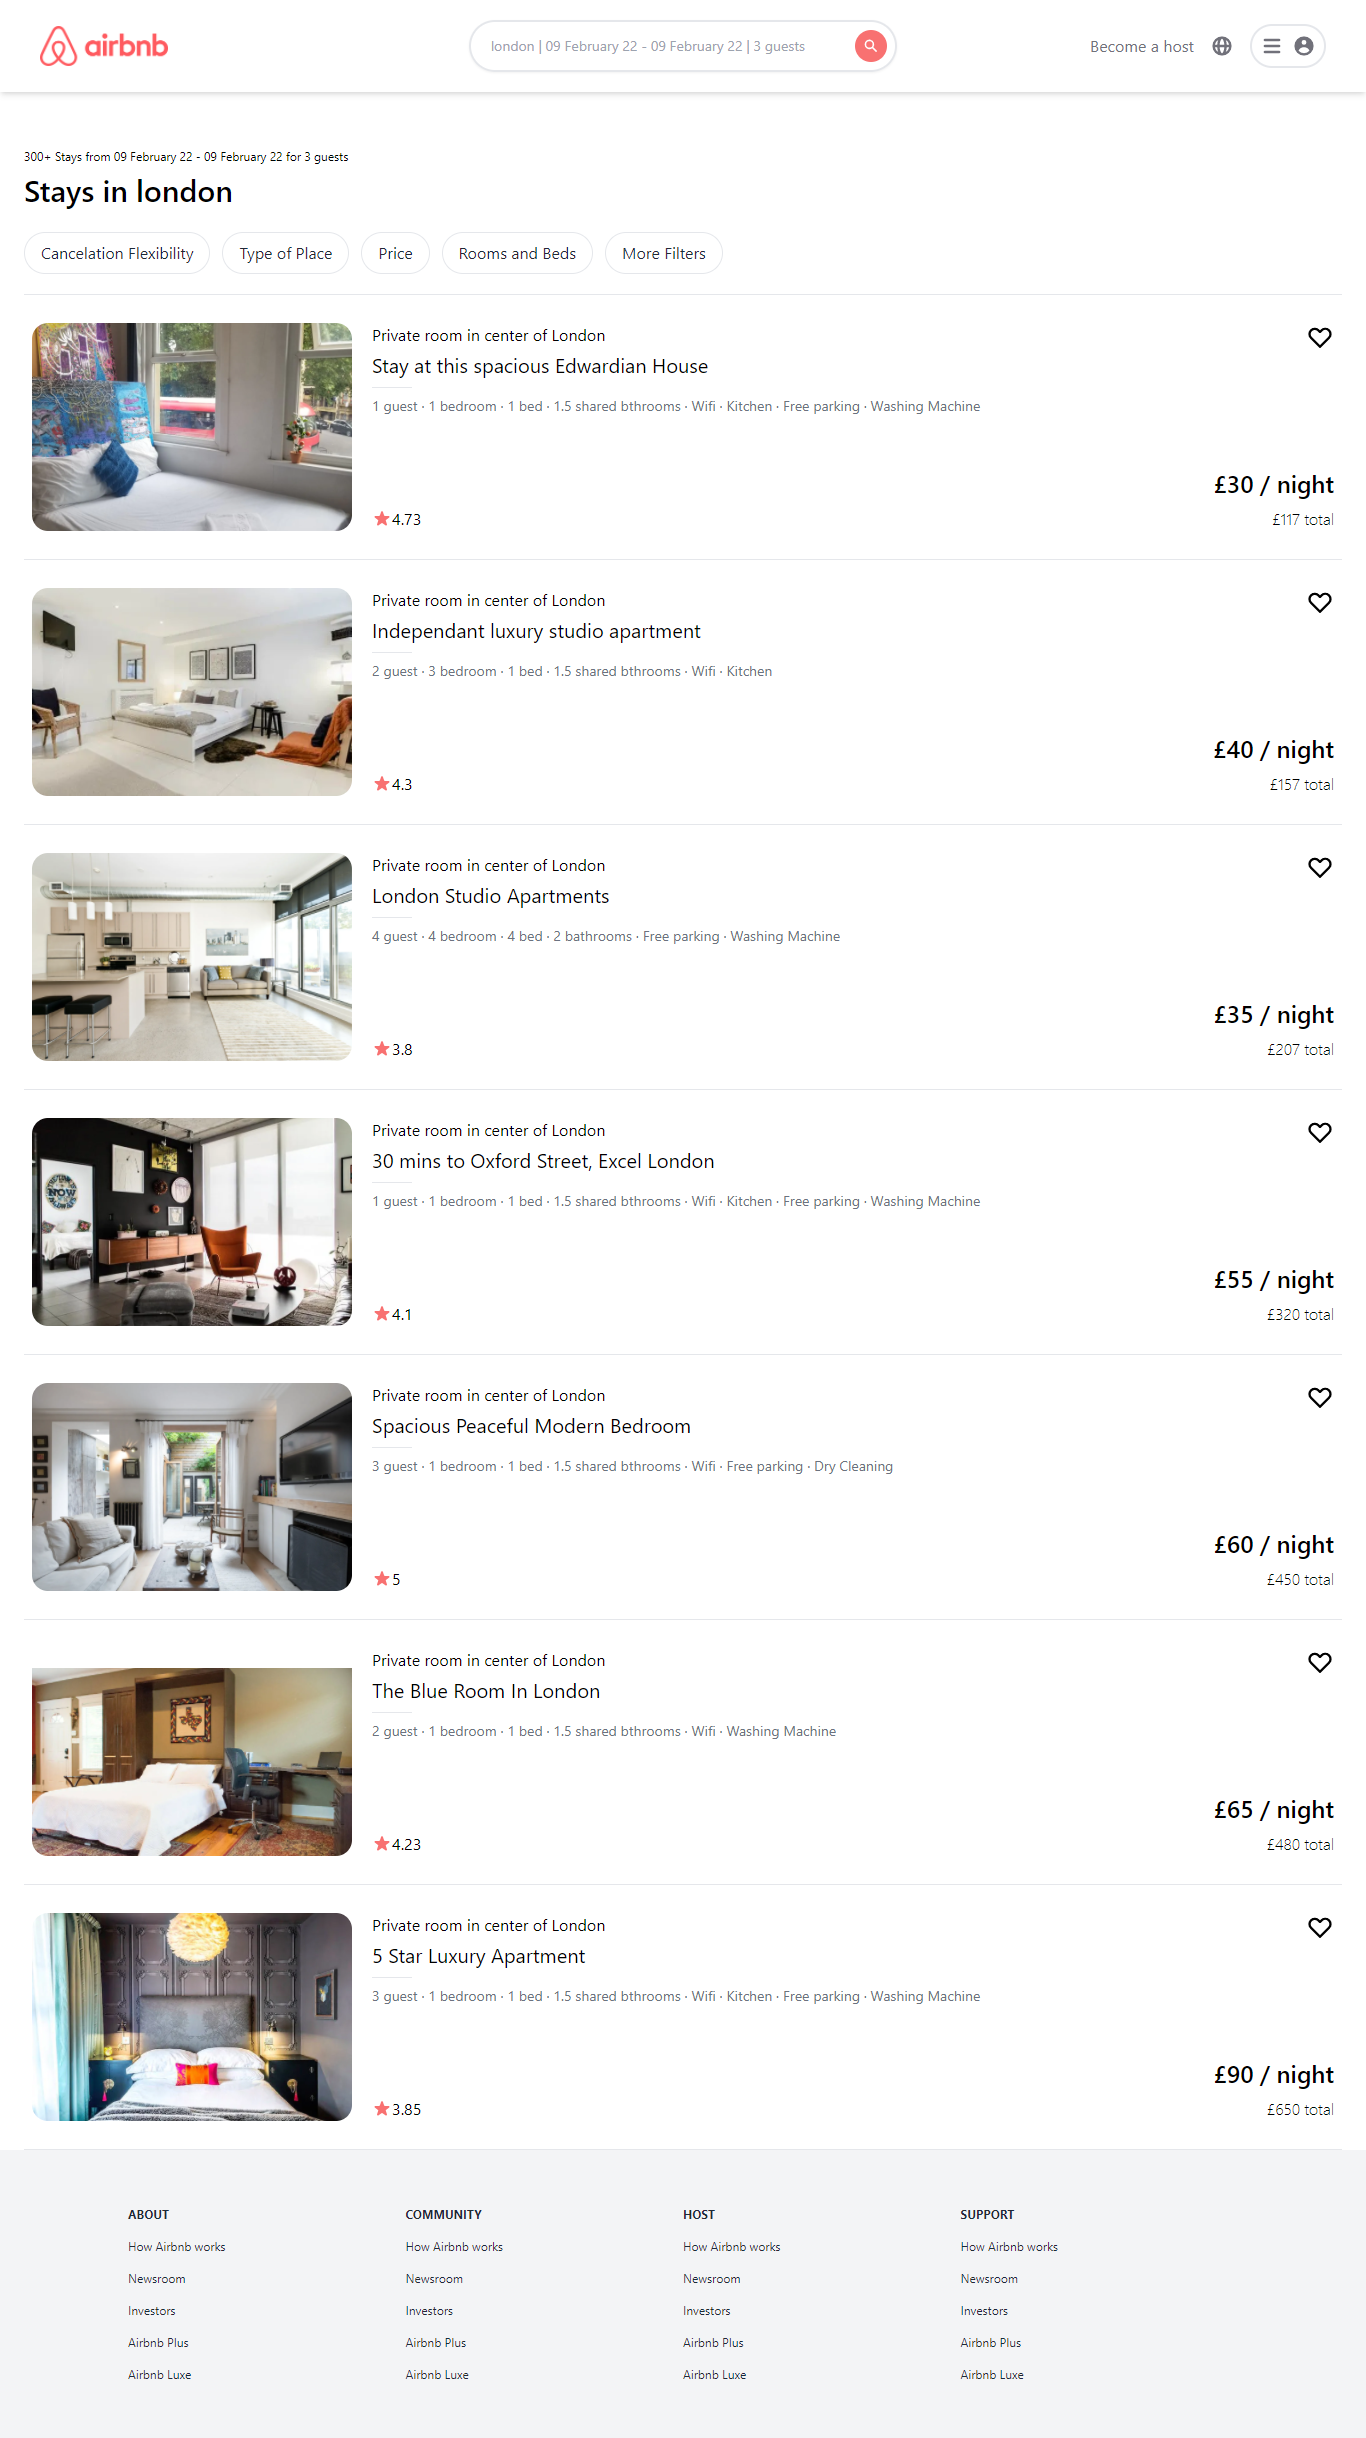 airbnb
london | 09 February 22 - 09 February 22 | 3 guests
Become a host
300+ Stays from 09 February 22 - 09 February 22 for 3 guests
Stays in london
Cancelation Flexibility
Type of Place
Price
Rooms and Beds
More Filters
Private room in center of London
Stay at this spacious Edwardian House
1 guest · 1 bedroom · 1 bed · 1.5 shared bthrooms · Wifi · Kitchen · Free parking · Washing Machine
£30 / night
4.73
£117 total
Private room in center of London
Independant luxury studio apartment
2 guest · 3 bedroom · 1 bed · 1.5 shared bthrooms · Wifi · Kitchen
£40 / night
4.3
£157 total
Private room in center of London
London Studio Apartments
4 guest · 4 bedroom · 4 bed · 2 bathrooms · Free parking · Washing Machine
£35 / night
3.8
£207 total
Private room in center of London
30 mins to Oxford Street, Excel London
NOW
1 guest · 1 bedroom · 1 bed · 1.5 shared bthrooms · Wifi · Kitchen · Free parking · Washing Machine
£55 / night
4.1
£320 total
Private room in center of London
Spacious Peaceful Modern Bedroom
3 guest · 1 bedroom · 1 bed · 1.5 shared bthrooms · Wifi · Free parking · Dry Cleaning
£60 / night
5
£450 total
Private room in center of London
The Blue Room In London
2 guest · 1 bedroom · 1 bed · 1.5 shared bthrooms · Wifi · Washing Machine
£65 / night
4.23
£480 total
Private room in center of London
5 Star Luxury Apartment
3 guest · 1 bedroom · 1 bed · 1.5 shared bthrooms · Wifi · Kitchen · Free parking · Washing Machine
£90 / night
3.85
£650 total
ABOUT
How Airbnb works
Newsroom
Investors
Airbnb Plus
Airbnb Luxe
COMMUNITY
How Airbnb works
Newsroom
Investors
Airbnb Plus
Airbnb Luxe
HOST
How Airbnb works
Newsroom
Investors
Airbnb Plus
Airbnb Luxe
SUPPORT
How Airbnb works
Newsroom
Investors
Airbnb Plus
Airbnb Luxe